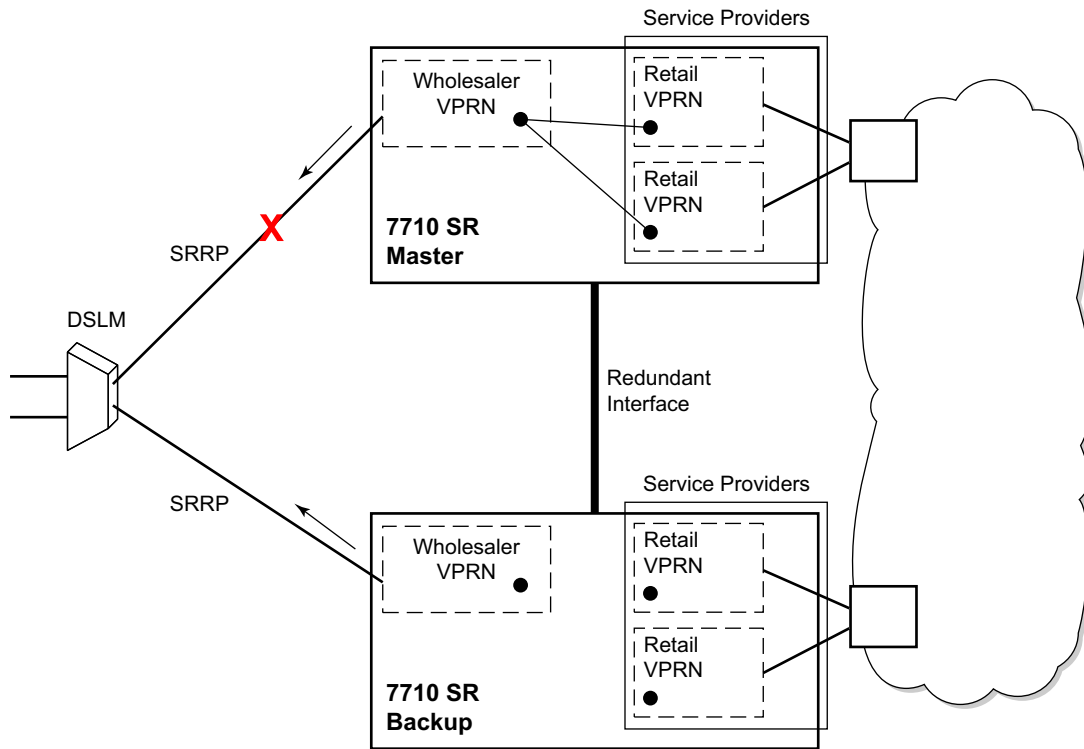 Service Providers
Wholesaler
VPRN
Retail
VPRN
Retail
VPRN
7710 SR
Master
X
SRRP
DSLM
Redundant
Interface
SRRP
Service Providers
Wholesaler
VPRN
Retail
VPRN
Retail
VPRN
7710 SR
Backup